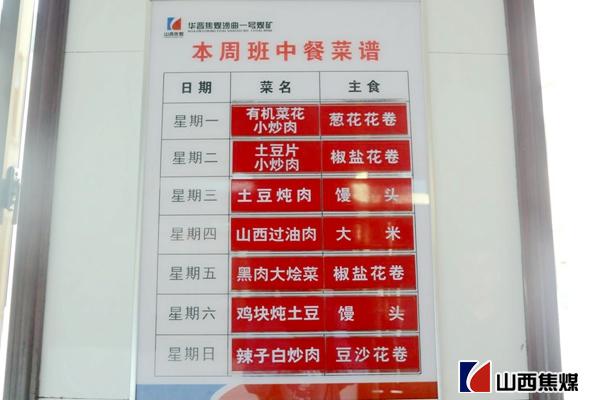 山西焦煤 华晋焦煤沙曲一号煤矿
本周班中餐菜谱
日期 菜名 主食
星期一 有机菜花
小炒肉 葱花花卷
星期二 土豆片
小炒肉 椒盐花卷
星期三 土豆炖肉 馒头
星期四 山西过油肉 大米
星期五 黑肉大烩菜 椒盐花卷
星期六 鸡块炖土豆 馒头
星期日 辣子白炒肉 豆沙花卷
山西焦煤